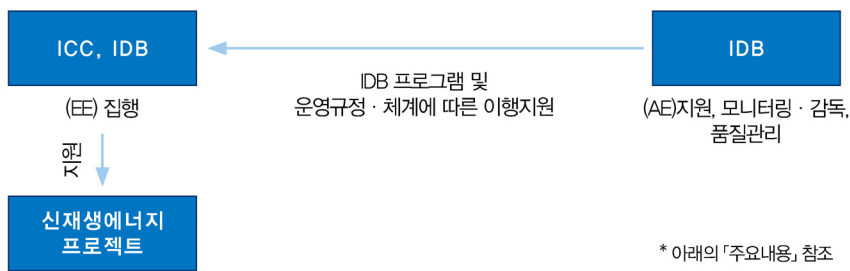 ICC, IDB
(EE) 집행
IDB 프로그램 및
운영규정 · 체계에 따른 이행지원
IDB
(AE)지원, 모니터링 · 감독,
품질관리
지원
신재생에너지
프로젝트
* 아래의 「주요내용」 참조